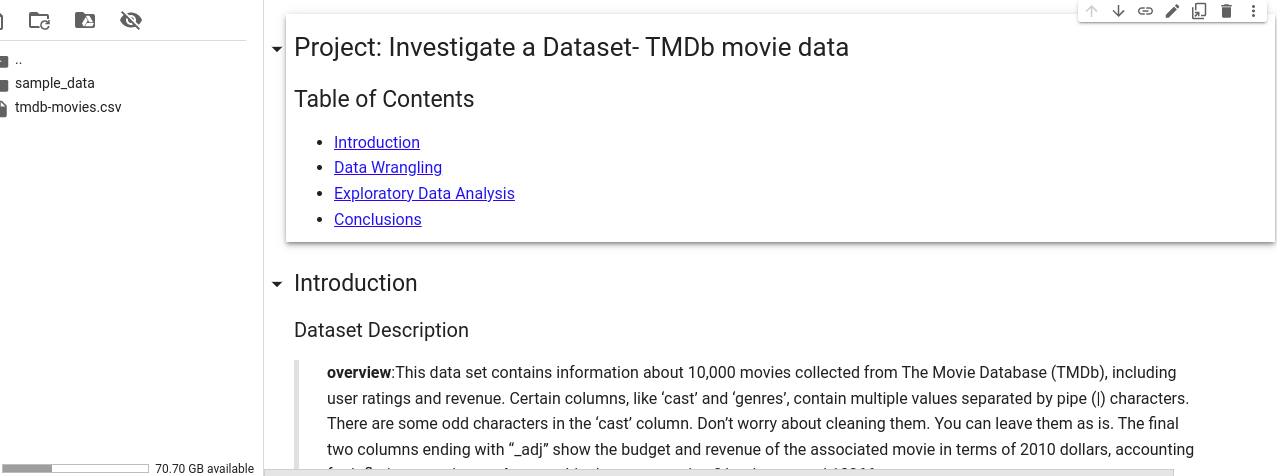 ..
sample_data
tmdb-movies.csv
70.70 GB available
Project: Investigate a Dataset- TMDb movie data
Table of Contents
Introduction
Data Wrangling
Exploratory Data Analysis
Conclusions
Introduction
Dataset Description
overview:This data set contains information about 10,000 movies collected from The Movie Database (TMDb), including
user ratings and revenue. Certain columns, like ‘cast’ and ‘genres’, contain multiple values separated by pipe (|) characters.
There are some odd characters in the ‘cast’ column. Don’t worry about cleaning them. You can leave them as is. The final
two columns ending with “_adj” show the budget and revenue of the associated movie in terms of 2010 dollars, accounting